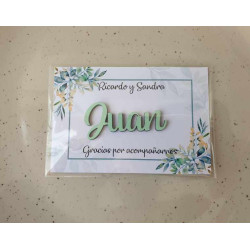 Ricardo y Sandra
Juan
Gracias por acompañarnos